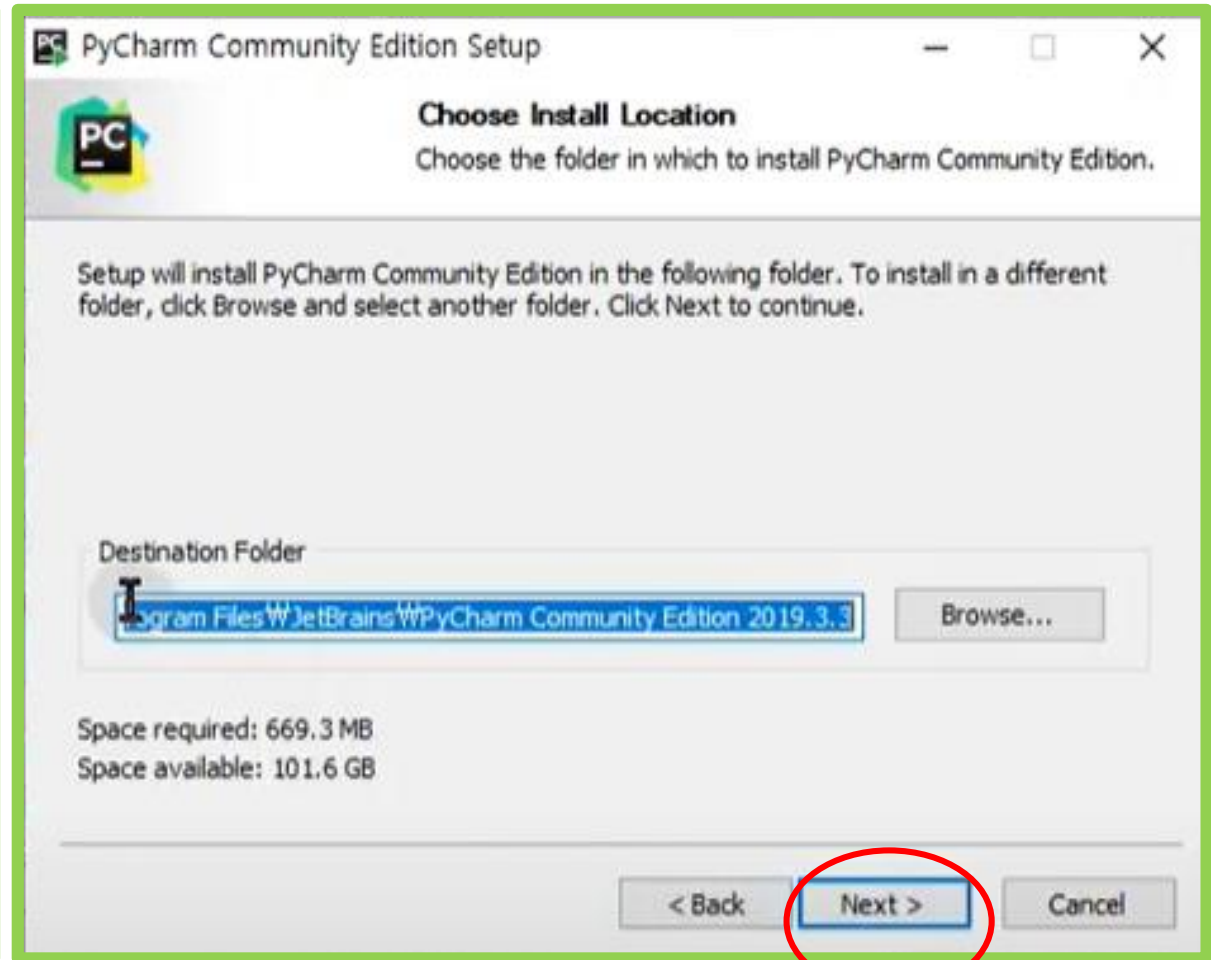 PyCharm Community Edition Setup
PC
Choose Install Location
Choose the folder in which to install PyCharm Community Edition.
Setup will install PyCharm Community Edition in the following folder. To install in a different
folder, click Browse and select another folder. Click Next to continue.
Destination Folder
ogram Files₩JetBrains₩PyCharm Community Edition 2019.3.3
Browse...
Space required: 669.3 MB
Space available: 101.6 GB
< Back Next > Cancel